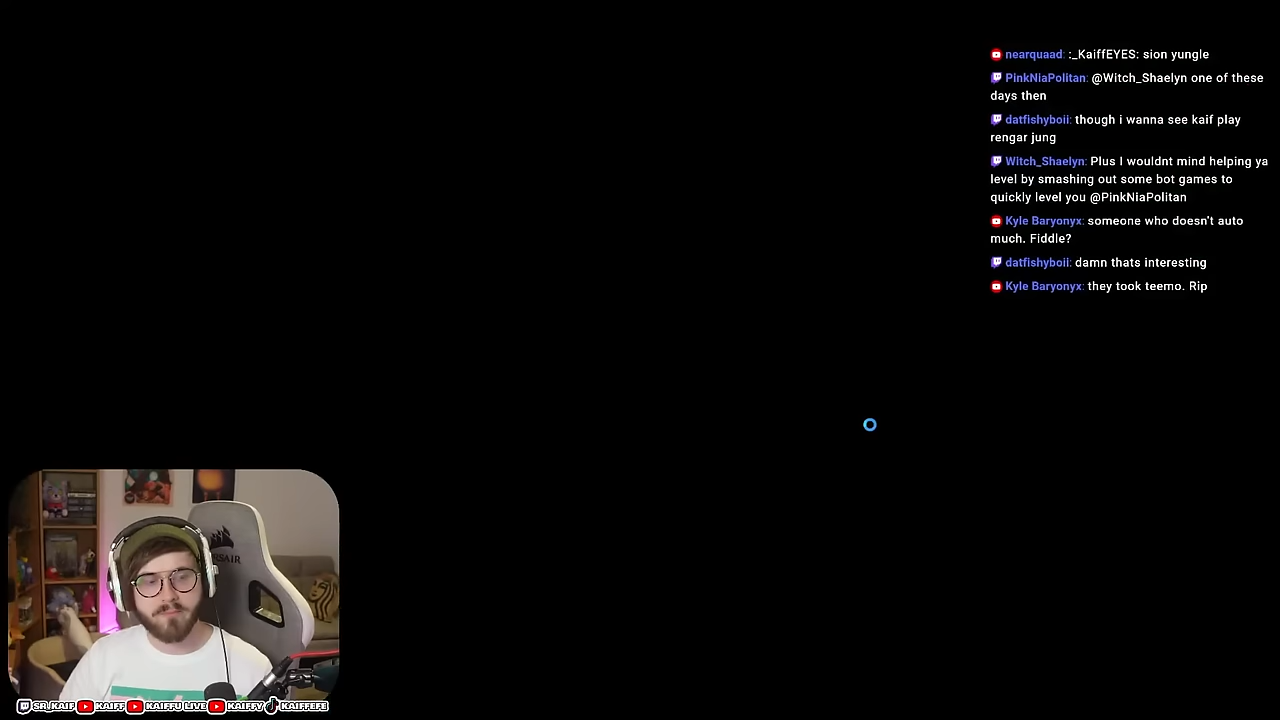 nearquaad: :_KaiffEYES: sion yungle
PinkNiaPolitan: @Witch_Shaelyn one of these
days then
datfishyboii: though i wanna see kaif play
rengar jung
Witch_Shaelyn: Plus I wouldnt mind helping ya
level by smashing out some bot games to
quickly level you @PinkNiaPolitan
Kyle Baryonyx: someone who doesn't auto
much. Fiddle?
datfishyboii: damn thats interesting
Kyle Baryonyx: they took teemo. Rip
SR_KAIF KAIFF KAIFFU LIVE KAIFFY KAIFFEFE